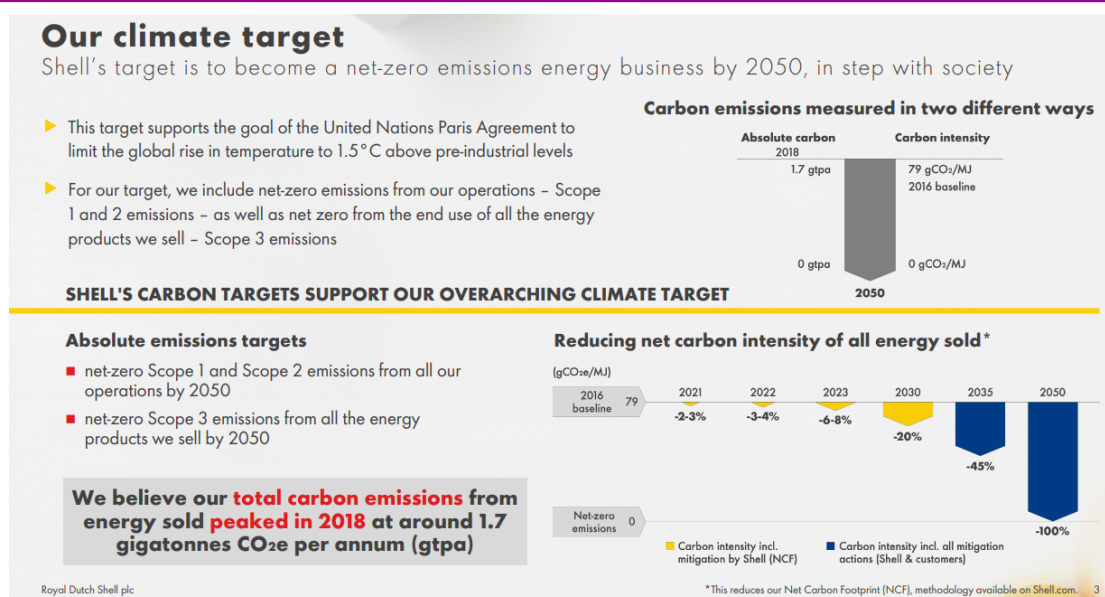 Our climate target
Shell's target is to become a net-zero emissions energy business by 2050, in step with society
This target supports the goal of the United Nations Paris Agreement to
limit the global rise in temperature to 1.5°C above pre-industrial levels
For our target, we include net-zero emissions from our operations – Scope
1 and 2 emissions – as well as net zero from the end use of all the energy
products we sell – Scope 3 emissions
Carbon emissions measured in two different ways
Absolute carbon
2018
Carbon intensity
1.7 gtpa
79 gCO₂/MJ
2016 baseline
0 gtpa
0 gCO₂/MJ
2050
SHELL'S CARBON TARGETS SUPPORT OUR OVERARCHING CLIMATE TARGET
Absolute emissions targets
net-zero Scope 1 and Scope 2 emissions from all our
operations by 2050
net-zero Scope 3 emissions from all the energy
products we sell by 2050
We believe our total carbon emissions from
energy sold peaked in 2018 at around 1.7
gigatonnes CO₂e per annum (gtpa)
Reducing net carbon intensity of all energy sold*
(gCO₂e/MJ)
2016
baseline
79
2021
2022
2023
2030
2035
2050
-2-3%
-3-4%
-6-8%
-20%
-45%
-100%
Net-zero
emissions
0
Carbon intensity incl.
mitigation by Shell (NCF)
Carbon intensity incl. all mitigation
actions (Shell & customers)
Royal Dutch Shell plc
*This reduces our Net Carbon Footprint (NCF), methodology available on Shell.com.
3